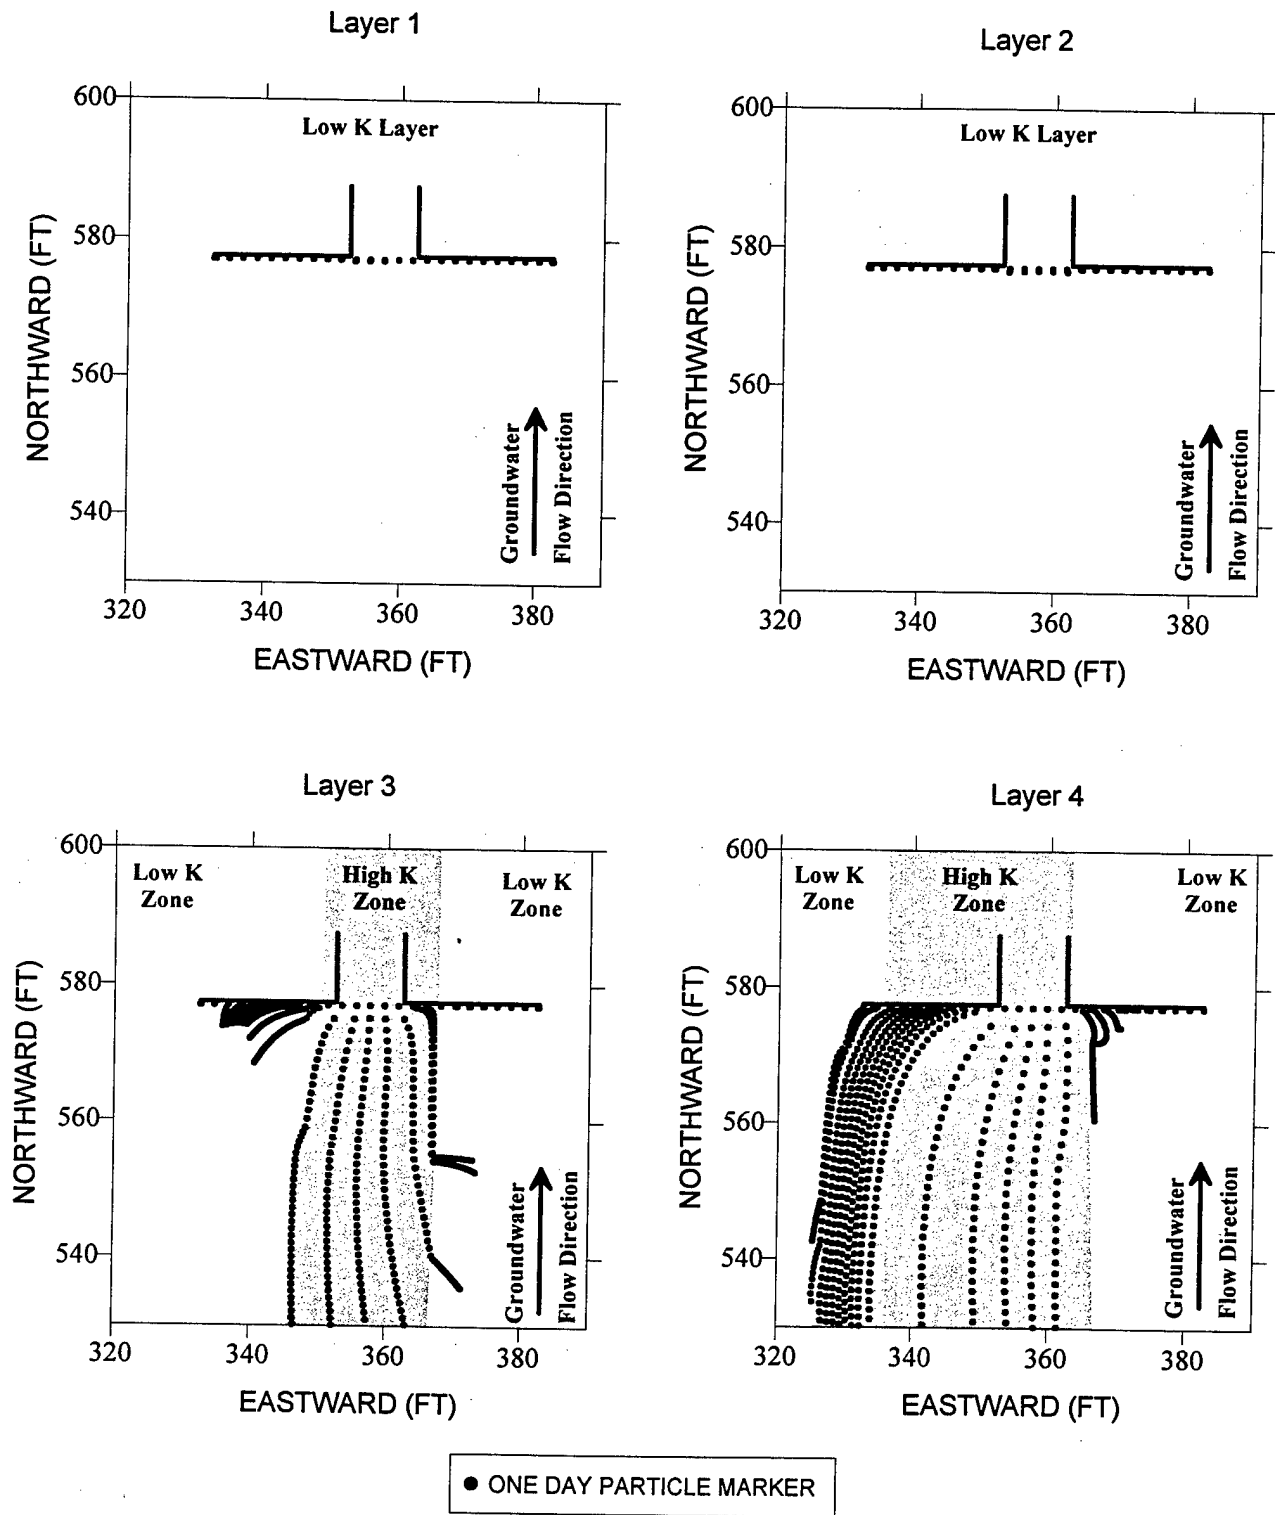 Layer 1
600
Low K Layer
580
560
540
NORTHWARD (FT)
Groundwater
Flow Direction
320 340 360 380
EASTWARD (FT)
Layer 2
600
Low K Layer
580
560
540
NORTHWARD (FT)
Groundwater
Flow Direction
320 340 360 380
EASTWARD (FT)
Layer 3
600
Low K
Zone
High K
Zone
Low K
Zone
580
560
540
NORTHWARD (FT)
Groundwater
Flow Direction
320 340 360 380
EASTWARD (FT)
Layer 4
600
Low K
Zone
High K
Zone
Low K
Zone
580
560
540
NORTHWARD (FT)
Groundwater
Flow Direction
320 340 360 380
EASTWARD (FT)
ONE DAY PARTICLE MARKER